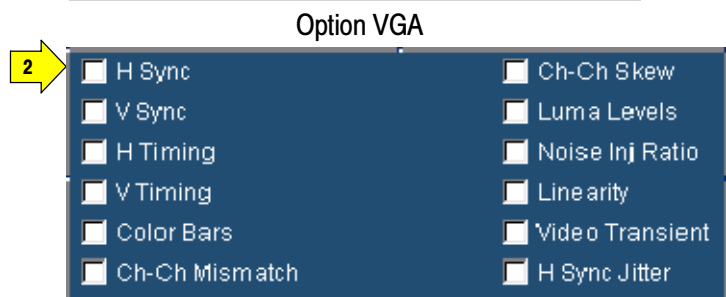 Option VGA
2
H Sync
Ch-Ch Skew
V Sync
Luma Levels
H Timing
Noise Inj Ratio
V Timing
Linearity
Color Bars
Video Transient
Ch-Ch Mismatch
H Sync Jitter